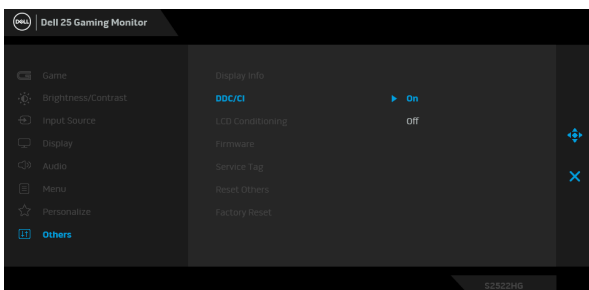 DELL Dell 25 Gaming Monitor
Game
Brightness/Contrast
Input Source
Display
Audio
Menu
Personalize
Others
Display Info
DDC/CI On
LCD Conditioning Off
Firmware
Service Tag
Reset Others
Factory Reset
S2522HG